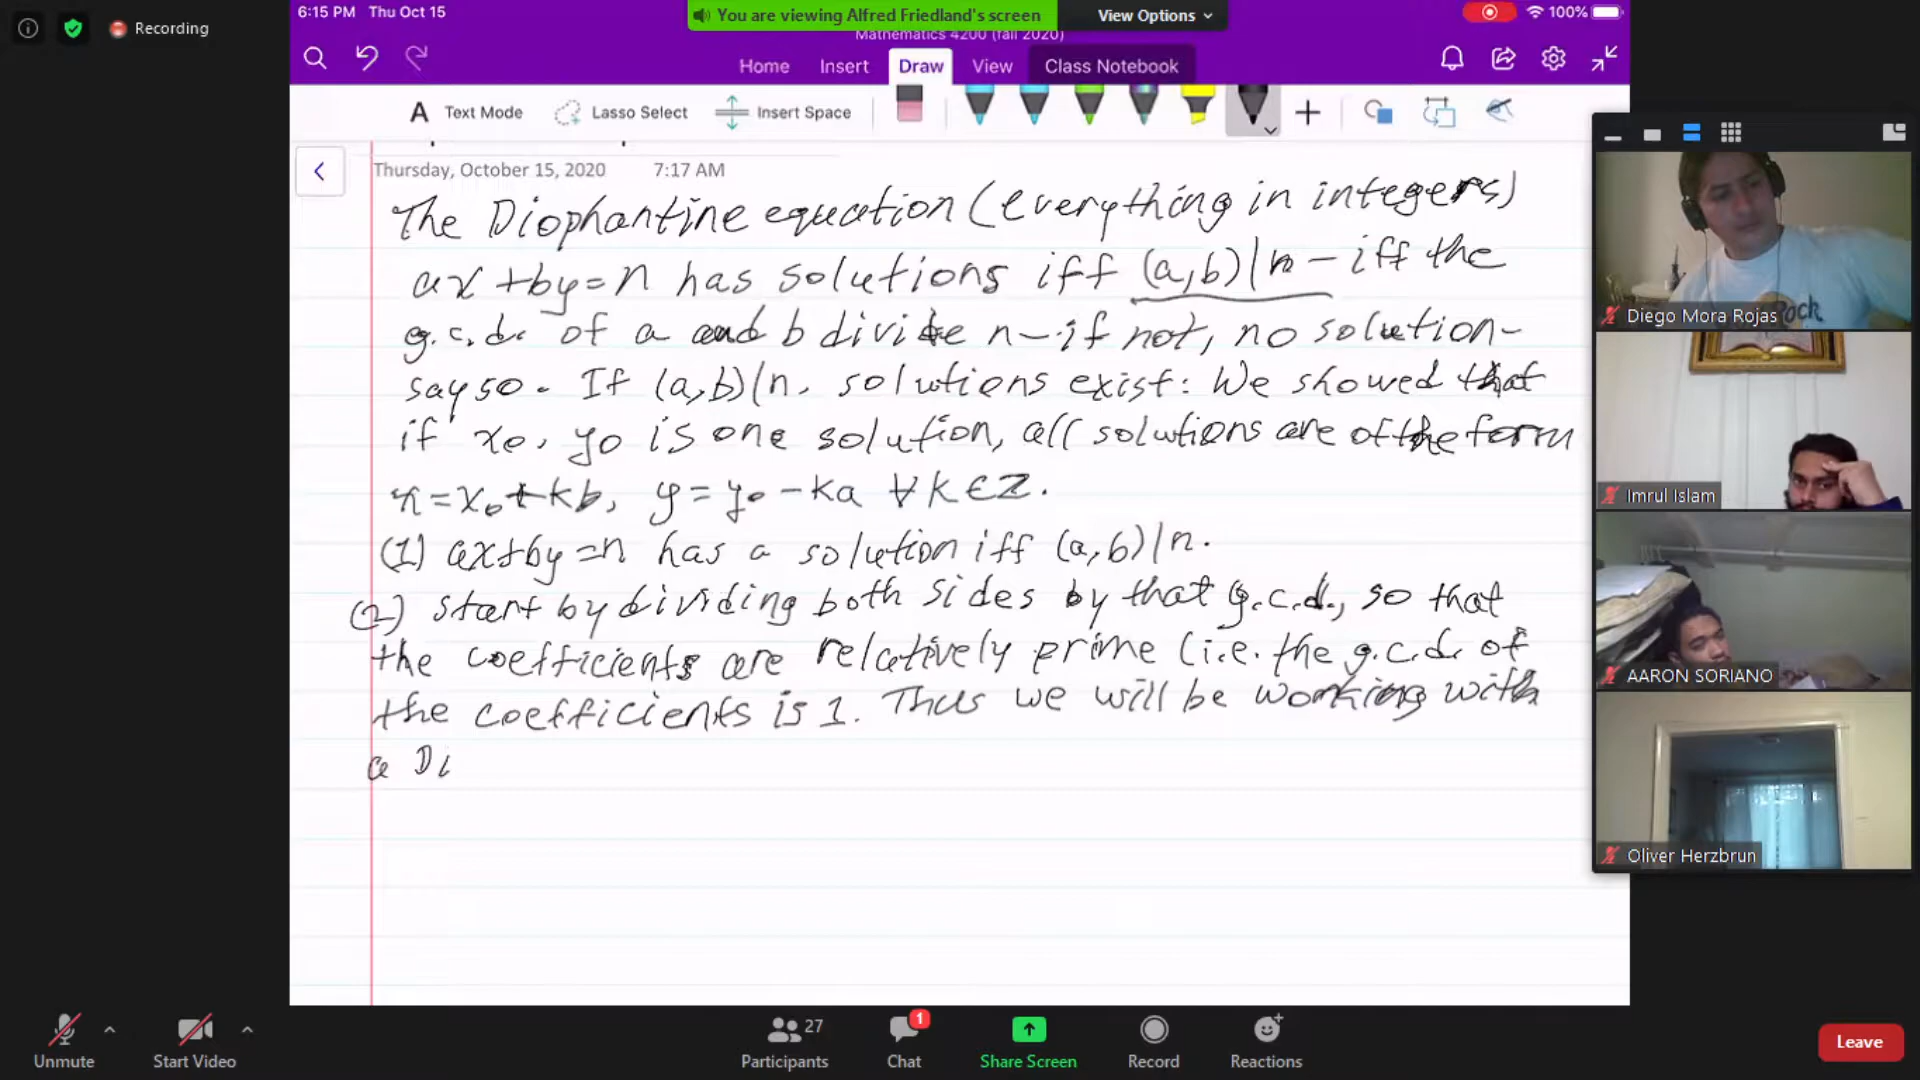 6:15 PM Thu Oct 15
You are viewing Alfred Friedland's screen
View Options
100%
Recording
Mathematics 4200 (fall 2020)
Home Insert Draw View Class Notebook
A Text Mode Lasso Select Insert Space
Thursday, October 15, 2020 7:17 AM
The Diophantine equation (everything in integers)
ax+by=n has solutions iff (a,b)|n - iff the
g.c.d. of a and b divide n - if not, no solution-
say so. If (a,b)|n, solutions exist: We showed that
if x₀, y₀ is one solution, all solutions are of the form
x=x₀+kb, y=y₀-ka ∀k∈Z.
(1) ax+by=n has a solution iff (a,b)|n.
(2) start by dividing both sides by that g.c.d., so that
the coefficients are relatively prime (i.e. the g.c.d. of
the coefficients is 1. Thus we will be working with
a Di
Diego Mora Rojas
Imrul Islam
AARON SORIANO
Oliver Herzbrun
Unmute
Start Video
27
Participants
1
Chat
Share Screen
Record
Reactions
Leave